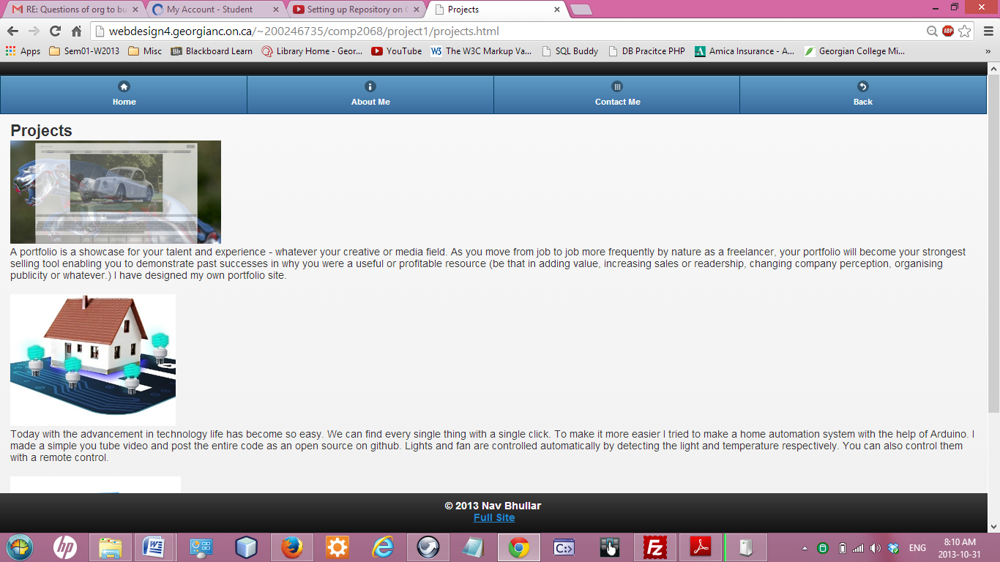 RE: Questions of org to bu
My Account - Student
Setting up Repository on
Projects
webdesign4.georgianc.on.ca/~200246735/comp2068/project1/projects.html
ABP
Apps
Sem01-W2013
Misc
Bb Blackboard Learn
Library Home - Geor...
YouTube
W3 The W3C Markup Va...
SQL Buddy
DB Pracitce PHP
A Amica Insurance - A...
Georgian College Mi...
»
Home
About Me
Contact Me
Back
Projects
A portfolio is a showcase for your talent and experience - whatever your creative or media field. As you move from job to job more frequently by nature as a freelancer, your portfolio will become your strongest
selling tool enabling you to demonstrate past successes in why you were a useful or profitable resource (be that in adding value, increasing sales or readership, changing company perception, organising
publicity or whatever.) I have designed my own portfolio site.
Today with the advancement in technology life has become so easy. We can find every single thing with a single click. To make it more easier I tried to make a home automation system with the help of Arduino. I
made a simple you tube video and post the entire code as an open source on github. Lights and fan are controlled automatically by detecting the light and temperature respectively. You can also control them
with a remote control.
© 2013 Nav Bhullar
Full Site
hp
W
C:\>
Fz
ENG
8:10 AM
2013-10-31